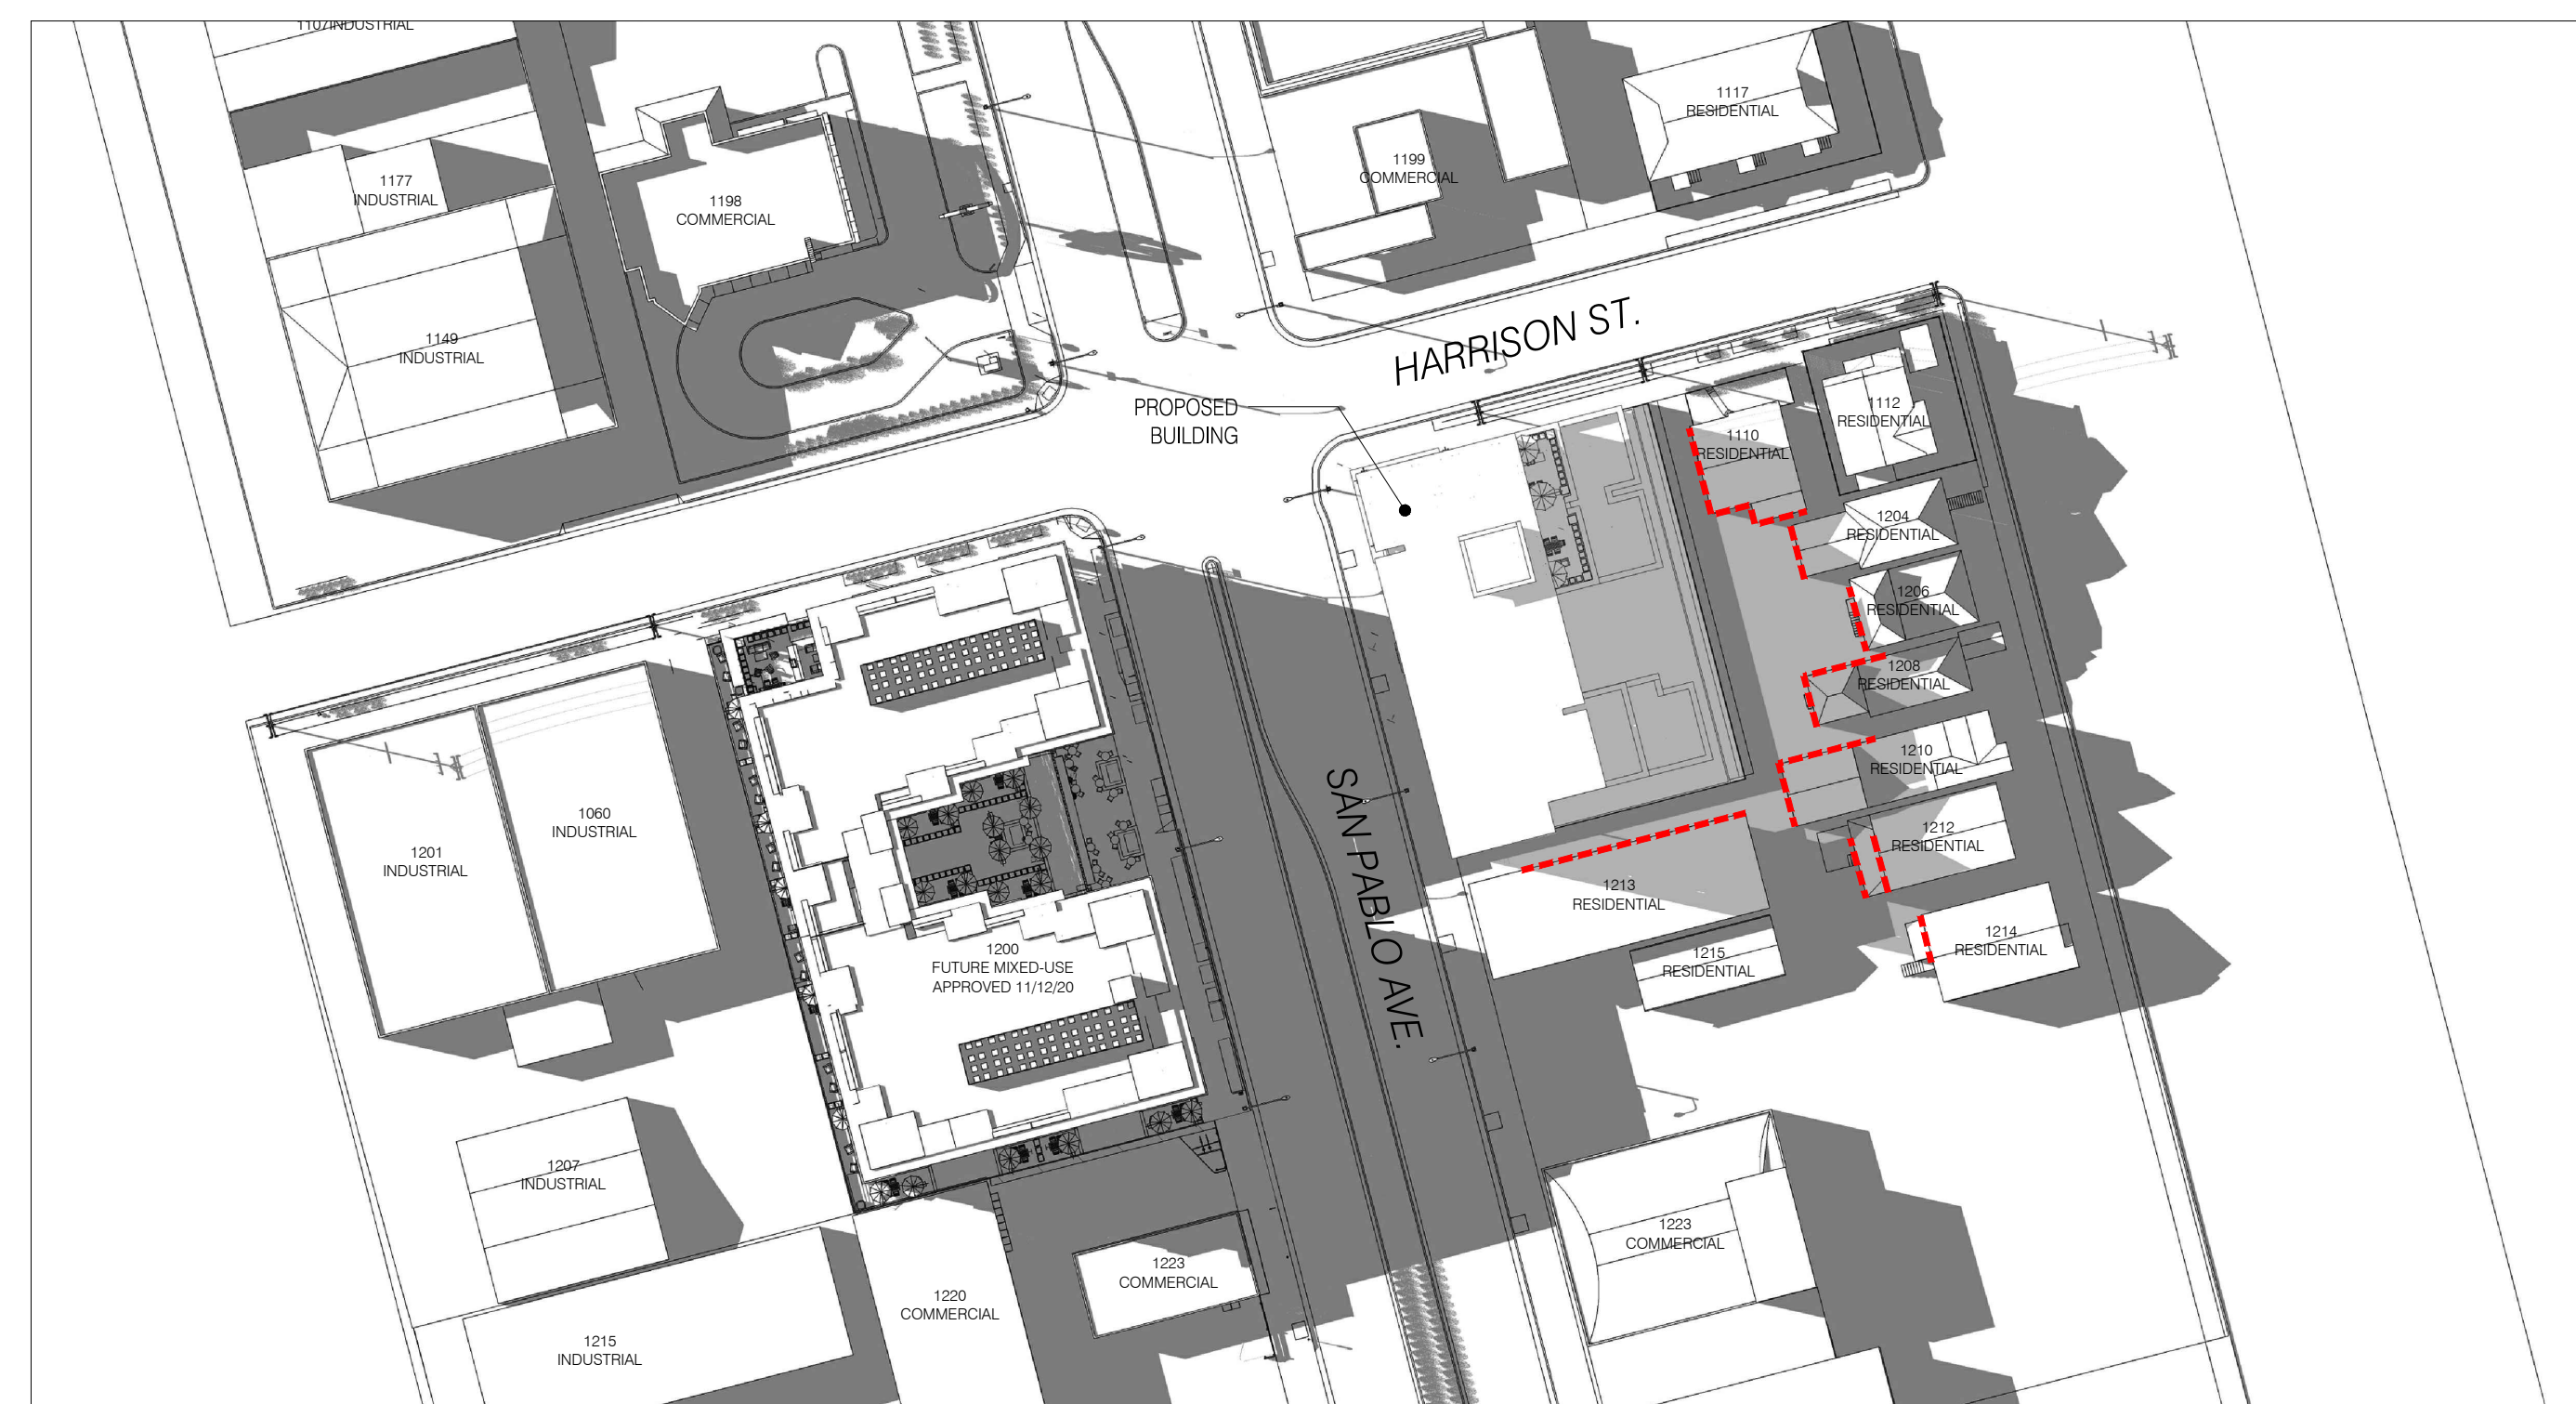 1107 INDUSTRIAL
1177
INDUSTRIAL
1198
COMMERCIAL
1149
INDUSTRIAL
1199
COMMERCIAL
1117
RESIDENTIAL
HARRISON ST.
PROPOSED
BUILDING
1112
RESIDENTIAL
1110
RESIDENTIAL
1204
RESIDENTIAL
1206
RESIDENTIAL
1208
RESIDENTIAL
1210
RESIDENTIAL
1212
RESIDENTIAL
1213
RESIDENTIAL
1214
RESIDENTIAL
1215
RESIDENTIAL
SAN PABLO AVE.
1060
INDUSTRIAL
1201
INDUSTRIAL
1200
FUTURE MIXED-USE
APPROVED 11/12/20
1207
INDUSTRIAL
1215
INDUSTRIAL
1220
COMMERCIAL
1223
COMMERCIAL
1223
COMMERCIAL